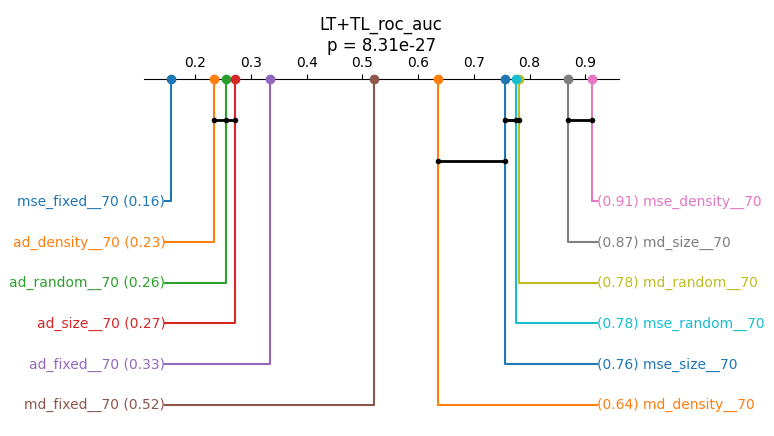 LT+TL_roc_auc
p = 8.31e-27
0.2 0.3 0.4 0.5 0.6 0.7 0.8 0.9
mse_fixed__70 (0.16) (0.91) mse_density__70
ad_density__70 (0.23) (0.87) md_size__70
ad_random__70 (0.26) (0.78) md_random__70
ad_size__70 (0.27) (0.78) mse_random__70
ad_fixed__70 (0.33) (0.76) mse_size__70
md_fixed__70 (0.52) (0.64) md_density__70